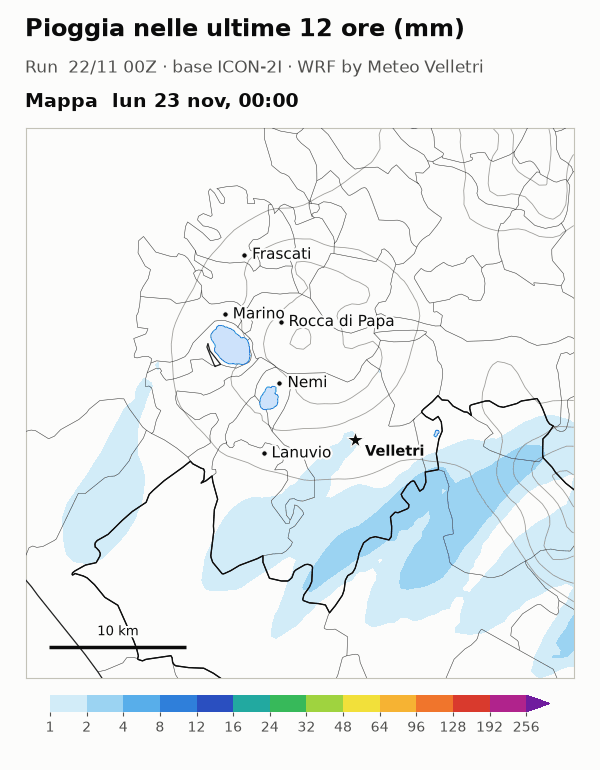 Pioggia nelle ultime 12 ore (mm)
Run  22/11 00Z · base ICON-2I · WRF by Meteo Velletri
Mappa  lun 23 nov, 00:00
Frascati
Marino
Rocca di Papa
Nemi
Velletri
Lanuvio
10 km
1 2 4 8 12 16 24 32 48 64 96 128 192 256